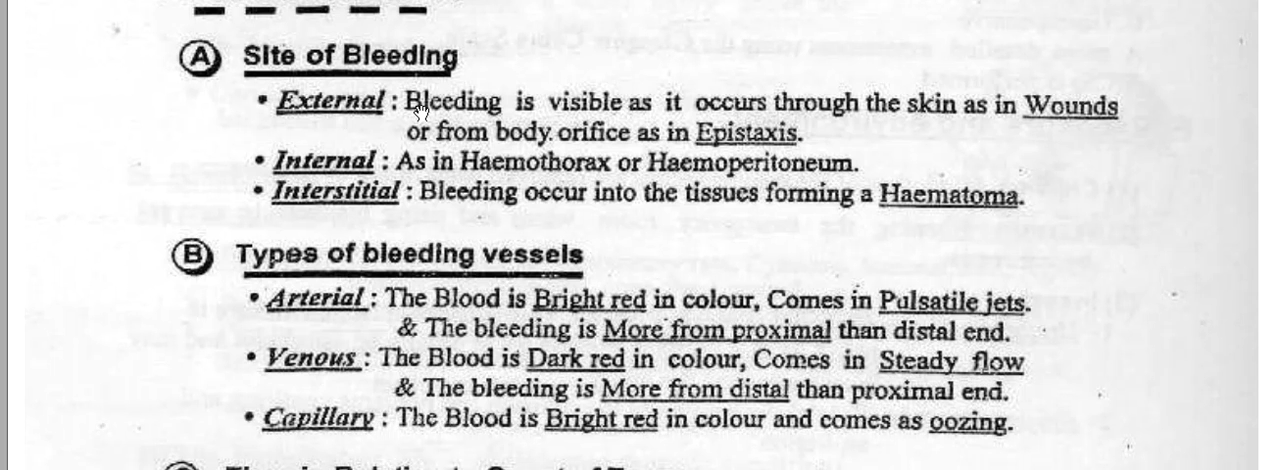 A Site of Bleeding
• External : Bleeding is visible as it occurs through the skin as in Wounds
or from body orifice as in Epistaxis.
• Internal : As in Haemothorax or Haemoperitoneum.
• Interstitial : Bleeding occur into the tissues forming a Haematoma.
B Types of bleeding vessels
• Arterial : The Blood is Bright red in colour, Comes in Pulsatile jets.
& The bleeding is More from proximal than distal end.
• Venous : The Blood is Dark red in colour, Comes in Steady flow
& The bleeding is More from distal than proximal end.
• Capillary : The Blood is Bright red in colour and comes as oozing.